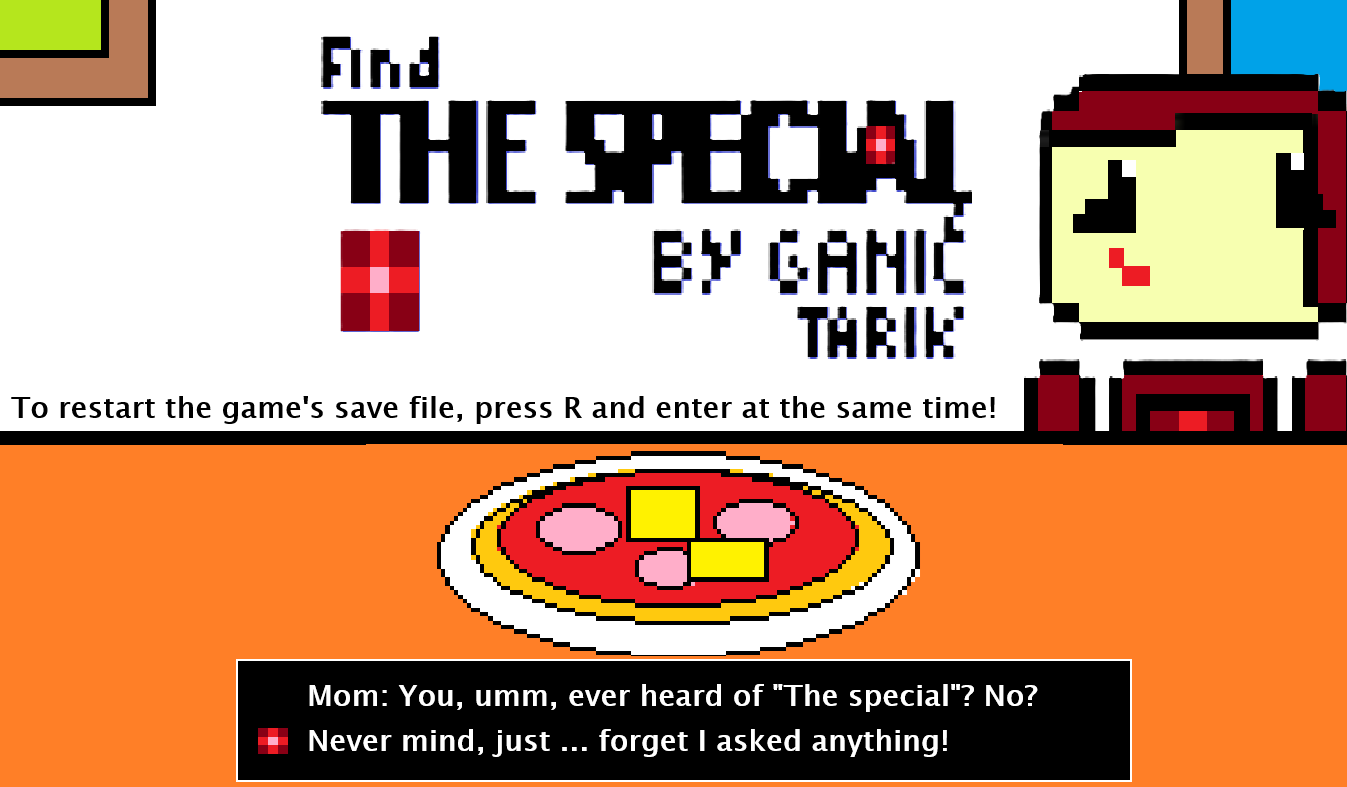 Find
THE SPECIAL
BY GANIĆ
TARIK
To restart the game's save file, press R and enter at the same time!
Mom: You, umm, ever heard of "The special"? No?
Never mind, just ... forget I asked anything!